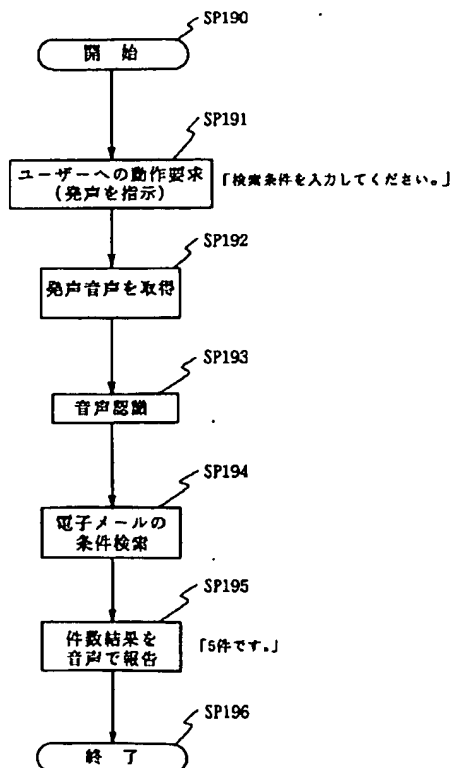 SP190
開 始
SP191
ユーザーへの動作要求
(発声を指示)
「検索条件を入力してください。」
SP192
発声音声を取得
SP193
音声認識
SP194
電子メールの
条件検索
SP195
件数結果を
音声で報告
「5件です。」
SP196
終 了